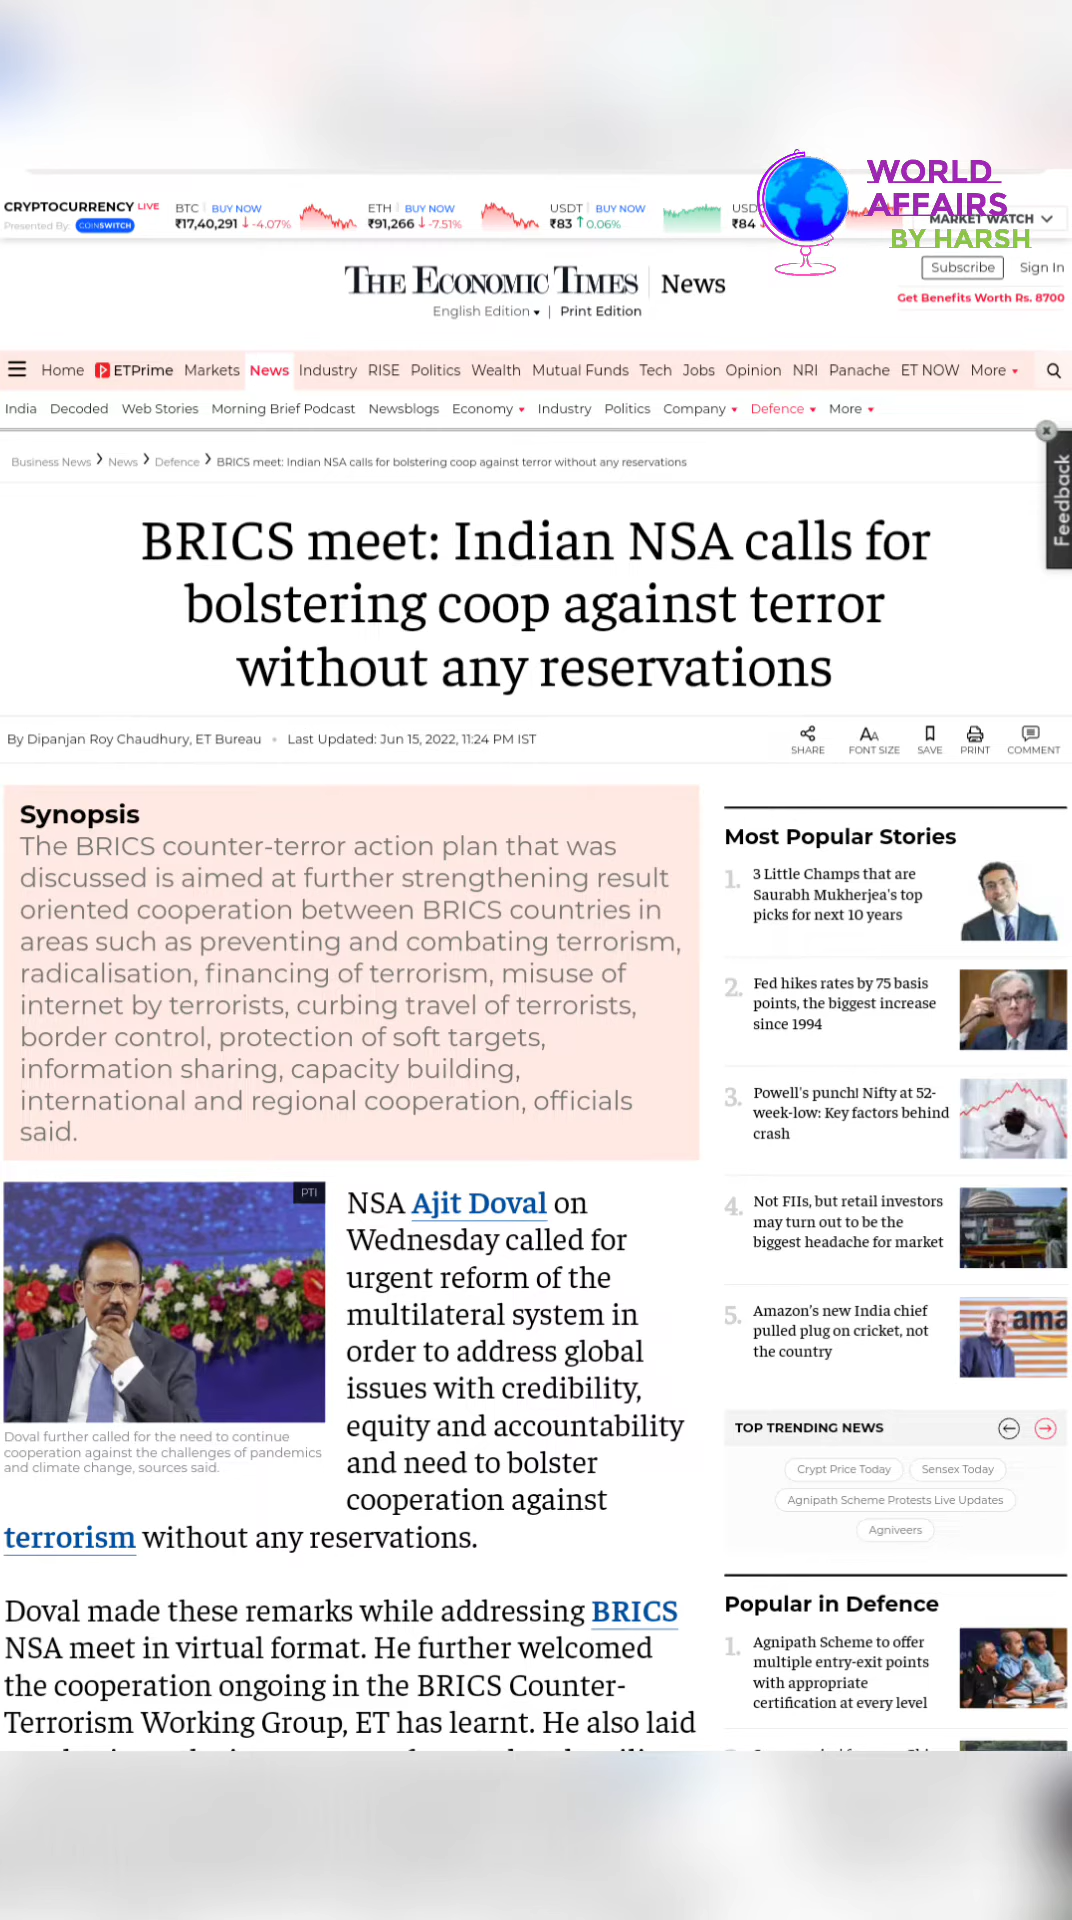 WORLD
AFFAIRS
BY HARSH
CRYPTOCURRENCY LIVE
Presented By COINSWITCH
BTC BUY NOW
₹17,40,291 ↓ -4.07%
ETH BUY NOW
₹91,266 ↓ -7.51%
USDT BUY NOW
₹83 ↑ 0.06%
₹84
MARKET WATCH
THE ECONOMIC TIMES | News
English Edition ▾ | Print Edition
Subscribe Sign In
Get Benefits Worth Rs. 8700
Home ETPrime Markets News Industry RISE Politics Wealth Mutual Funds Tech Jobs Opinion NRI Panache ET NOW More ▾
India Decoded Web Stories Morning Brief Podcast Newsblogs Economy ▾ Industry Politics Company ▾ Defence ▾ More ▾
Feedback
Business News › News › Defence › BRICS meet: Indian NSA calls for bolstering coop against terror without any reservations
BRICS meet: Indian NSA calls for
bolstering coop against terror
without any reservations
By Dipanjan Roy Chaudhury, ET Bureau • Last Updated: Jun 15, 2022, 11:24 PM IST
SHARE FONT SIZE SAVE PRINT COMMENT
Synopsis
The BRICS counter-terror action plan that was
discussed is aimed at further strengthening result
oriented cooperation between BRICS countries in
areas such as preventing and combating terrorism,
radicalisation, financing of terrorism, misuse of
internet by terrorists, curbing travel of terrorists,
border control, protection of soft targets,
information sharing, capacity building,
international and regional cooperation, officials
said.
PTI
Doval further called for the need to continue
cooperation against the challenges of pandemics
and climate change, sources said.
NSA Ajit Doval on
Wednesday called for
urgent reform of the
multilateral system in
order to address global
issues with credibility,
equity and accountability
and need to bolster
cooperation against
terrorism without any reservations.
Doval made these remarks while addressing BRICS
NSA meet in virtual format. He further welcomed
the cooperation ongoing in the BRICS Counter-
Terrorism Working Group, ET has learnt. He also laid
Most Popular Stories
1. 3 Little Champs that are
Saurabh Mukherjea's top
picks for next 10 years
2. Fed hikes rates by 75 basis
points, the biggest increase
since 1994
3. Powell's punch! Nifty at 52-
week-low: Key factors behind
crash
4. Not FIIs, but retail investors
may turn out to be the
biggest headache for market
5. Amazon's new India chief
pulled plug on cricket, not
the country
ama
TOP TRENDING NEWS
Crypt Price Today Sensex Today
Agnipath Scheme Protests Live Updates
Agniveers
Popular in Defence
1. Agnipath Scheme to offer
multiple entry-exit points
with appropriate
certification at every level